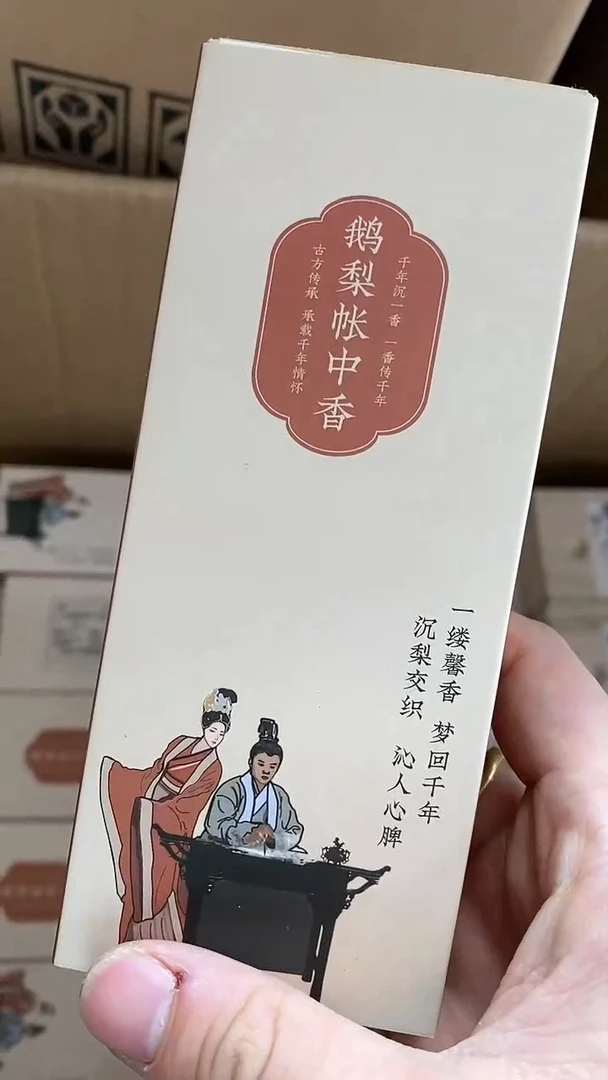 千年沉一香 一香传千年
鹅梨帐中香
古方传承 承载千年情怀
一缕馨香 梦回千年
沉梨交织 沁人心脾